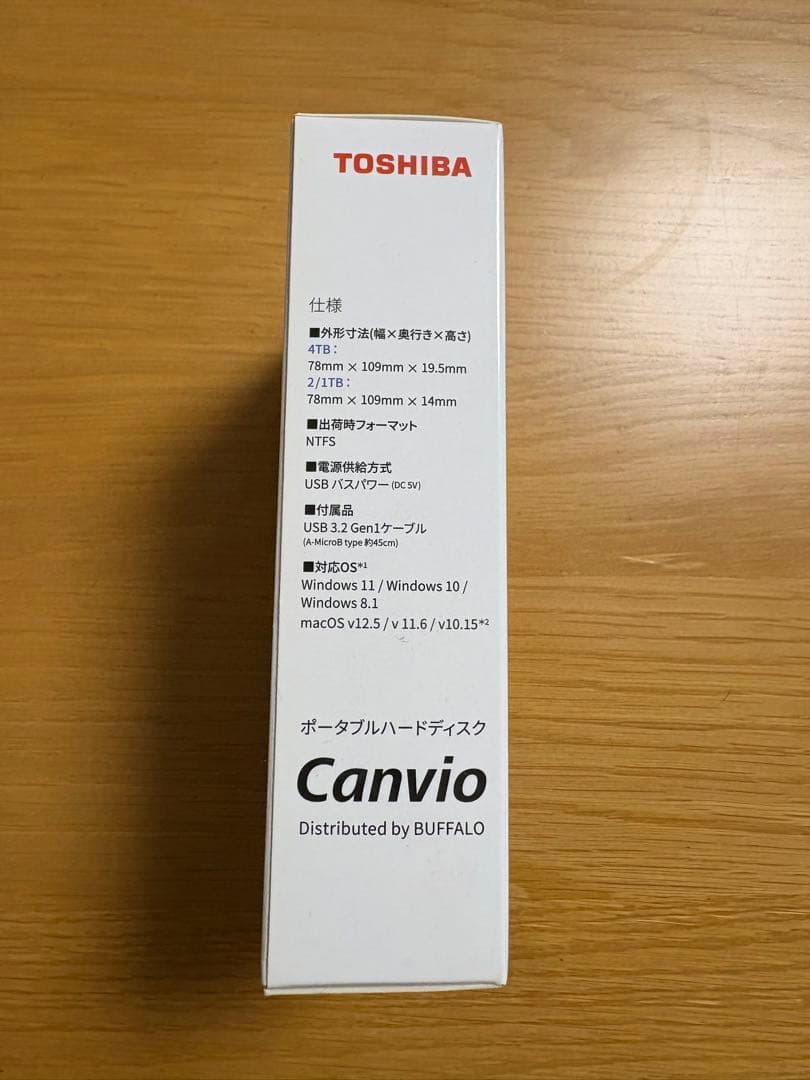 TOSHIBA
仕様
■外形寸法(幅×奥行き×高さ)
4TB：
78mm × 109mm × 19.5mm
2/1TB：
78mm × 109mm × 14mm
■出荷時フォーマット
NTFS
■電源供給方式
USB バスパワー (DC 5V)
■付属品
USB 3.2 Gen1ケーブル
(A-MicroB type 約45cm)
■対応OS*1
Windows 11 / Windows 10 /
Windows 8.1
macOS v12.5 / v 11.6 / v10.15*2
ポータブルハードディスク
Canvio
Distributed by BUFFALO